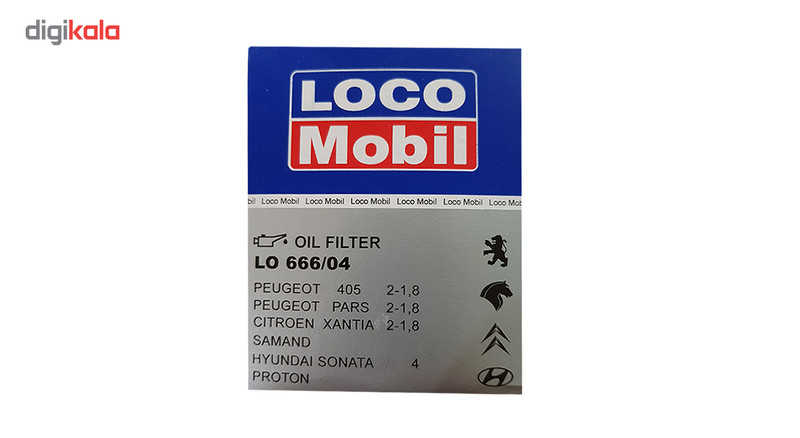 digikala
LOCO
Mobil
bil Loco Mobil Loco Mobil Loco Mobil Loco Mobil Loco Mobil Loco Mob
OIL FILTER
LO 666/04
PEUGEOT 405 2-1,8
PEUGEOT PARS 2-1,8
CITROEN XANTIA 2-1,8
SAMAND
HYUNDAI SONATA 4
PROTON